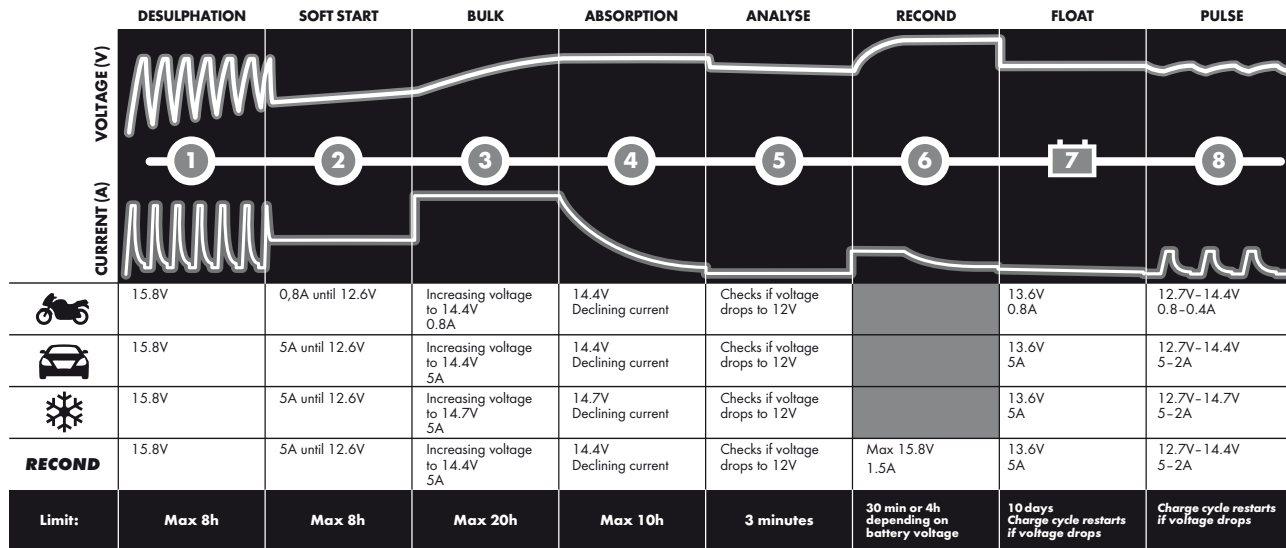 DESULPHATION SOFT START BULK ABSORPTION ANALYSE RECOND FLOAT PULSE
VOLTAGE (V)
1 2 3 4 5 6 7 8
CURRENT (A)
15.8V
0,8A until 12.6V
Increasing voltage
to 14.4V
0.8A
14.4V
Declining current
Checks if voltage
drops to 12V
13.6V
0.8A
12.7V–14.4V
0.8–0.4A
15.8V
5A until 12.6V
Increasing voltage
to 14.4V
5A
14.4V
Declining current
Checks if voltage
drops to 12V
13.6V
5A
12.7V–14.4V
5–2A
15.8V
5A until 12.6V
Increasing voltage
to 14.7V
5A
14.7V
Declining current
Checks if voltage
drops to 12V
13.6V
5A
12.7V–14.7V
5–2A
RECOND
15.8V
5A until 12.6V
Increasing voltage
to 14.4V
5A
14.4V
Declining current
Checks if voltage
drops to 12V
Max 15.8V
1.5A
13.6V
5A
12.7V–14.4V
5–2A
Limit:
Max 8h
Max 8h
Max 20h
Max 10h
3 minutes
30 min or 4h
depending on
battery voltage
10 days
Charge cycle restarts
if voltage drops
Charge cycle restarts
if voltage drops